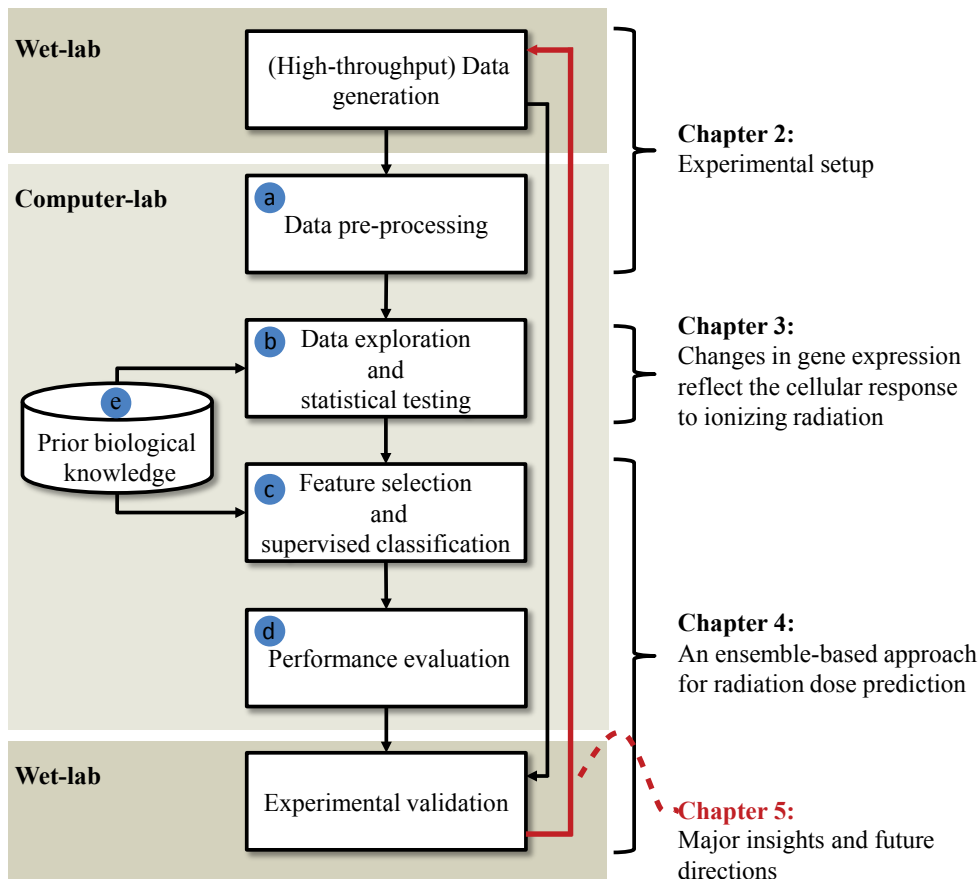 Wet-lab
(High-throughput) Data
generation
Chapter 2:
Experimental setup
Computer-lab
a
Data pre-processing
b
Data exploration
and
statistical testing
Chapter 3:
Changes in gene expression
reflect the cellular response
to ionizing radiation
e
Prior biological
knowledge
c
Feature selection
and
supervised classification
d
Performance evaluation
Chapter 4:
An ensemble-based approach
for radiation dose prediction
Wet-lab
Experimental validation
Chapter 5:
Major insights and future
directions